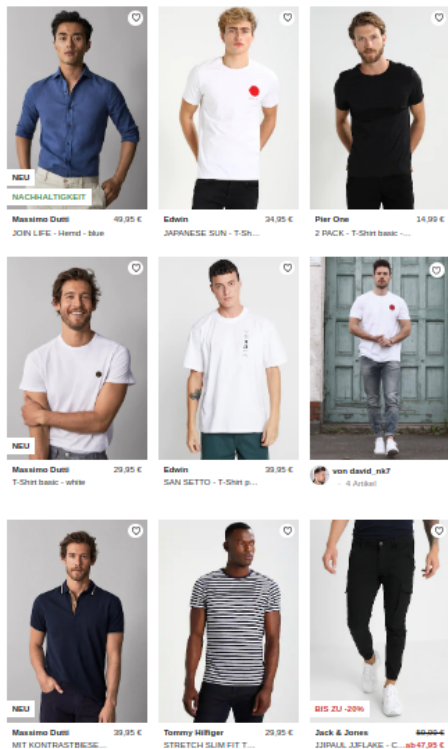 NEU
NACHHALTIGKEIT
Massimo Dutti 49,95 €
JOIN LIFE - Hemd - blue
Edwin 34,95 €
JAPANESE SUN - T-Sh...
Pier One 14,99 €
2 PACK - T-Shirt basic -...
NEU
Massimo Dutti 29,95 €
T-Shirt basic - white
Edwin 39,95 €
SAN SETTO - T-Shirt p...
von david_nk7
· 4 Artikel
NEU
Massimo Dutti 39,95 €
MIT KONTRASTBIESE...
Tommy Hilfiger 29,95 €
STRETCH SLIM FIT T...
BIS ZU -20%
Jack & Jones 59,99 €
JJIPAUL JJFLAKE - C... ab 47,95 €